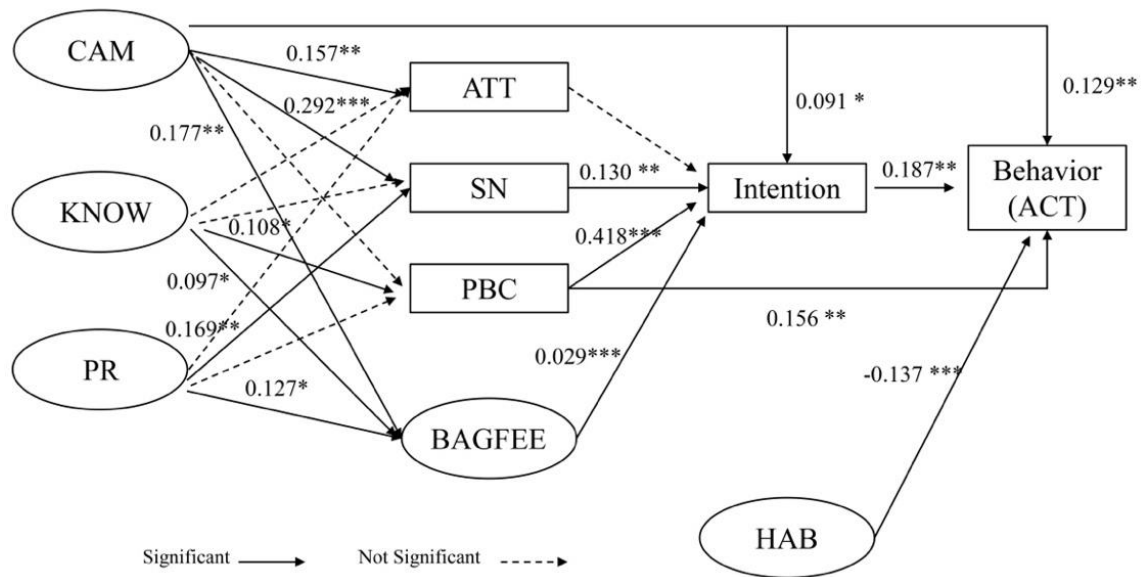 CAM
0.157**
ATT
0.292***
0.091 *
0.129**
0.177**
KNOW
SN
0.130 **
Intention
0.187**
Behavior
(ACT)
0.108*
0.418***
0.097*
PBC
0.156 **
PR
0.169**
0.029***
0.127*
-0.137 ***
BAGFEE
HAB
Significant
Not Significant